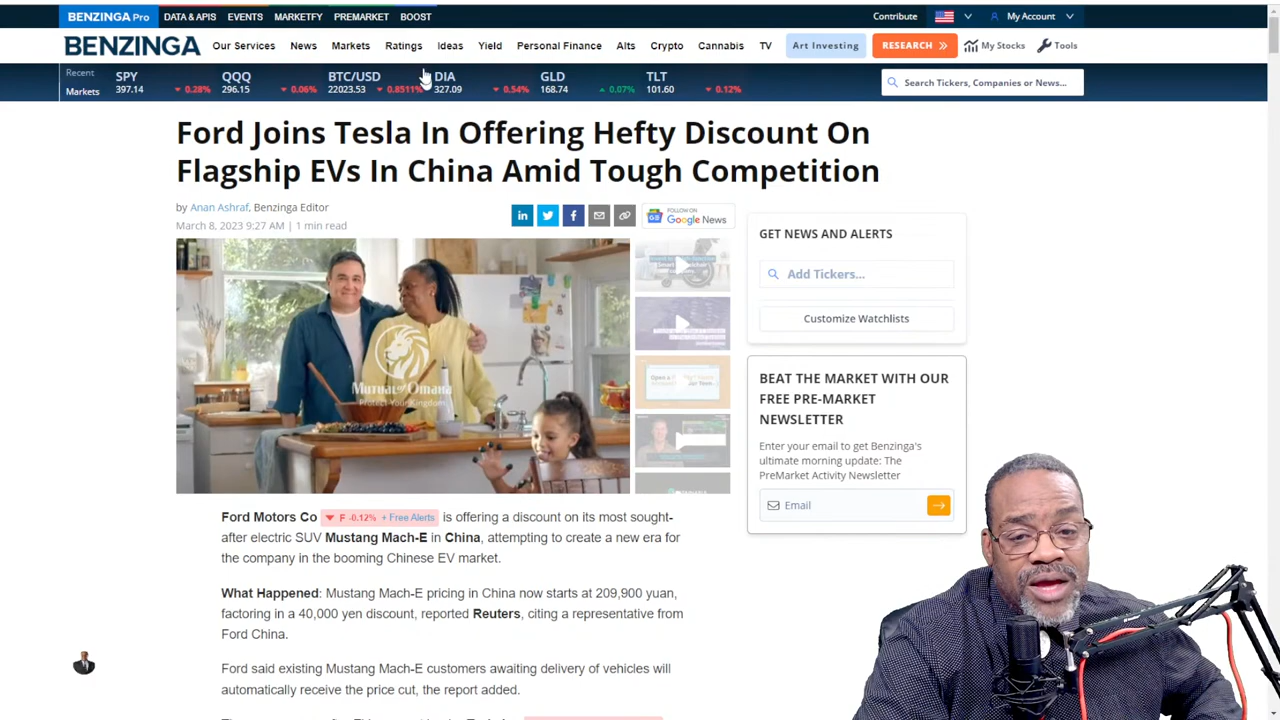 BENZINGA Pro DATA & APIS EVENTS MARKETFY PREMARKET BOOST Contribute My Account
BENZINGA Our Services News Markets Ratings Ideas Yield Personal Finance Alts Crypto Cannabis TV Art Investing RESEARCH My Stocks Tools
Recent
Markets
SPY
397.14 0.28%
QQQ
296.15 0.06%
BTC/USD
22023.53 0.8511%
DIA
327.09 0.54%
GLD
168.74 0.07%
TLT
101.60 0.12%
Search Tickers, Companies or News...
Ford Joins Tesla In Offering Hefty Discount On
Flagship EVs In China Amid Tough Competition
by Anan Ashraf, Benzinga Editor
March 8, 2023 9:27 AM | 1 min read
FOLLOW ON
Google News
Mutual of Omaha
Protect Your Kingdom
GET NEWS AND ALERTS
Add Tickers...
Customize Watchlists
BEAT THE MARKET WITH OUR
FREE PRE-MARKET
NEWSLETTER
Enter your email to get Benzinga's
ultimate morning update: The
PreMarket Activity Newsletter
Email
Ford Motors Co F -0.12% + Free Alerts is offering a discount on its most sought-
after electric SUV Mustang Mach-E in China, attempting to create a new era for
the company in the booming Chinese EV market.
What Happened: Mustang Mach-E pricing in China now starts at 209,900 yuan,
factoring in a 40,000 yen discount, reported Reuters, citing a representative from
Ford China.
Ford said existing Mustang Mach-E customers awaiting delivery of vehicles will
automatically receive the price cut, the report added.